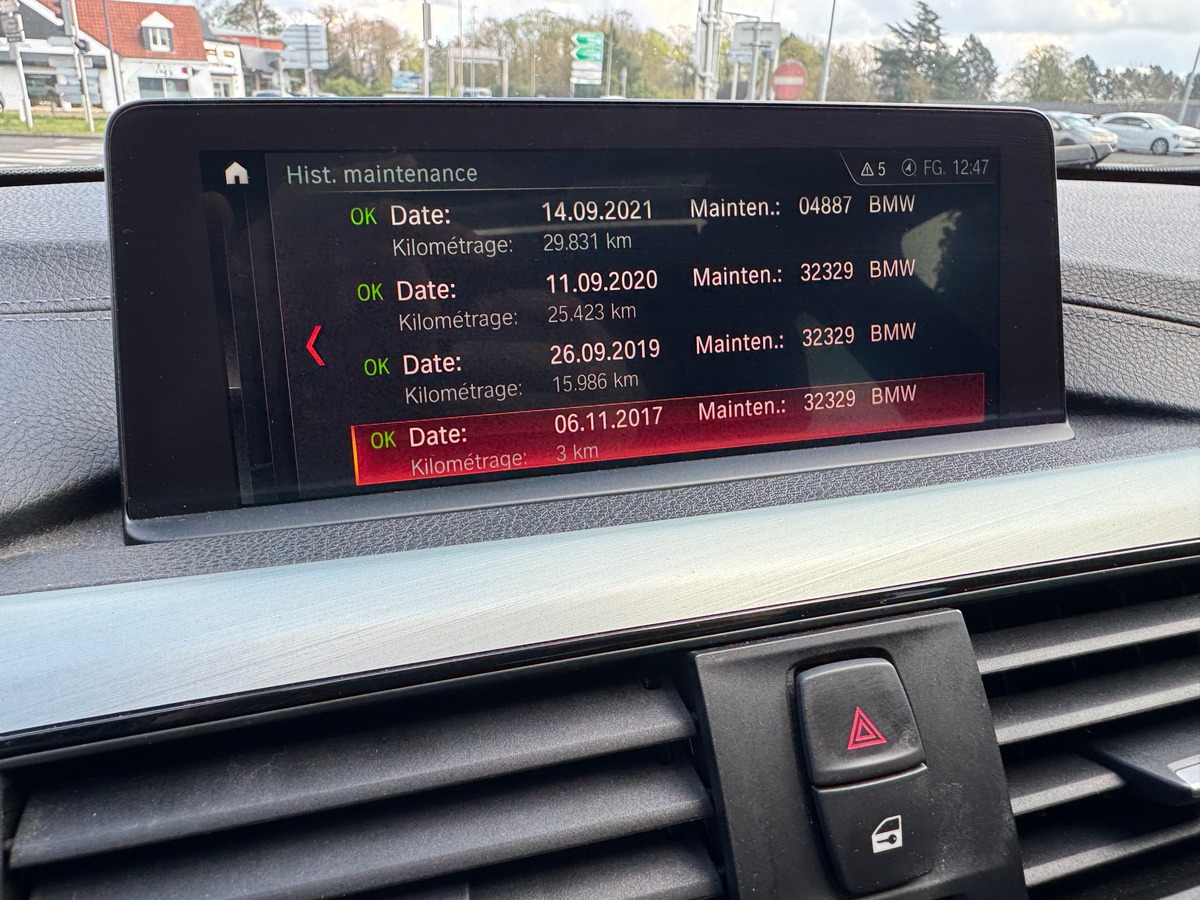 Hist. maintenance
5 FG. 12:47
OK Date: 14.09.2021 Mainten.: 04887 BMW
Kilométrage: 29.831 km
OK Date: 11.09.2020 Mainten.: 32329 BMW
Kilométrage: 25.423 km
OK Date: 26.09.2019 Mainten.: 32329 BMW
Kilométrage: 15.986 km
OK Date: 06.11.2017 Mainten.: 32329 BMW
Kilométrage: 3 km